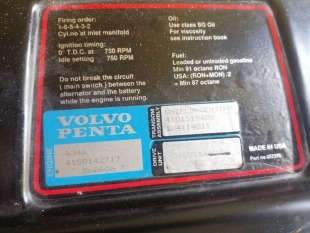 Firing order:
1-6-5-4-3-2
Cyl.no at inlet manifold
Ignition timing:
0° T.D.C. at 750 RPM
Idle setting 750 RPM
Do not break the circuit
(main switch) between the
alternator and the battery
while the engine is running.
Oil:
Use class SG Oil
For viscosity
see instruction book
Fuel:
Leaded or unleaded gasoline
Min 91 octane RON
USA: (RON+MON) /2
= Min 87 octane
VOLVO
PENTA
ENGINE
4100142717
TRANSOM
ASSEMBLY
DRIVE
UNIT
MADE IN USA
Part no